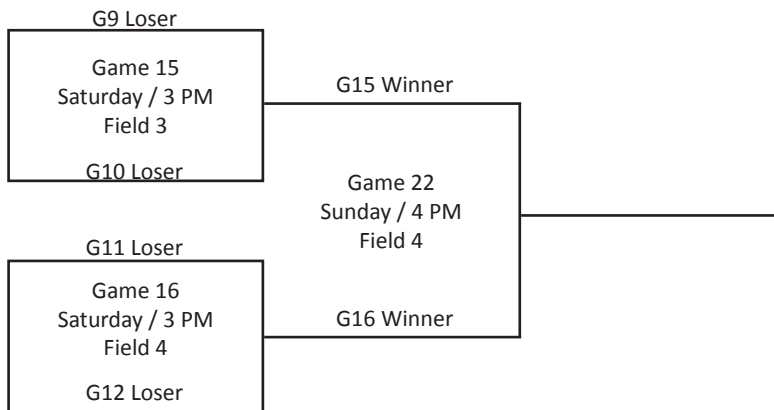 G9 Loser
Game 15
Saturday / 3 PM
Field 3
G10 Loser
G15 Winner
Game 22
Sunday / 4 PM
Field 4
G11 Loser
Game 16
Saturday / 3 PM
Field 4
G12 Loser
G16 Winner